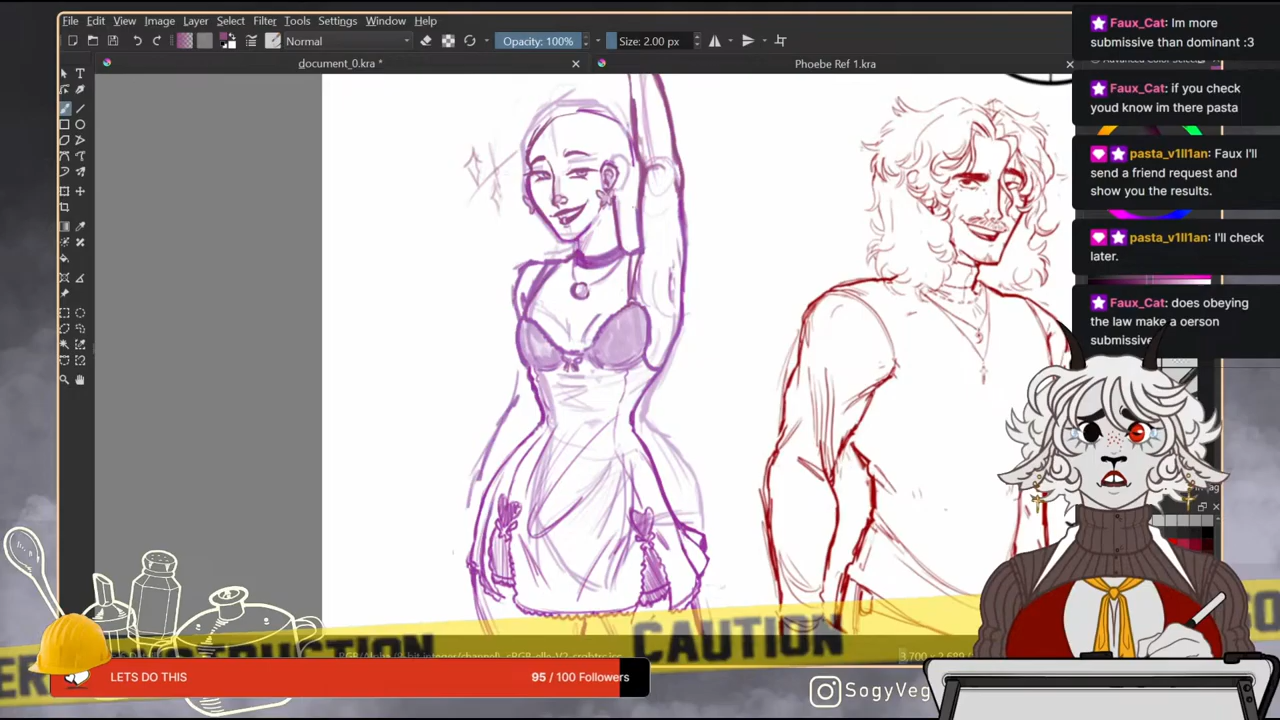 File Edit View Image Layer Select Filter Tools Settings Window Help
Normal
Opacity: 100%
Size: 2.00 px
document_0.kra *
Phoebe Ref 1.kra
Faux_Cat: Im more
submissive than dominant :3
Faux_Cat: if you check
youd know im there pasta
pasta_v1l1ian: Faux I'll
send a friend request and
show you the results.
pasta_v1l1ian: I'll check
later.
Faux_Cat: does obeying
the law make a oerson
submissive
CAUTION
LETS DO THIS
95 / 100 Followers
SogyVeg